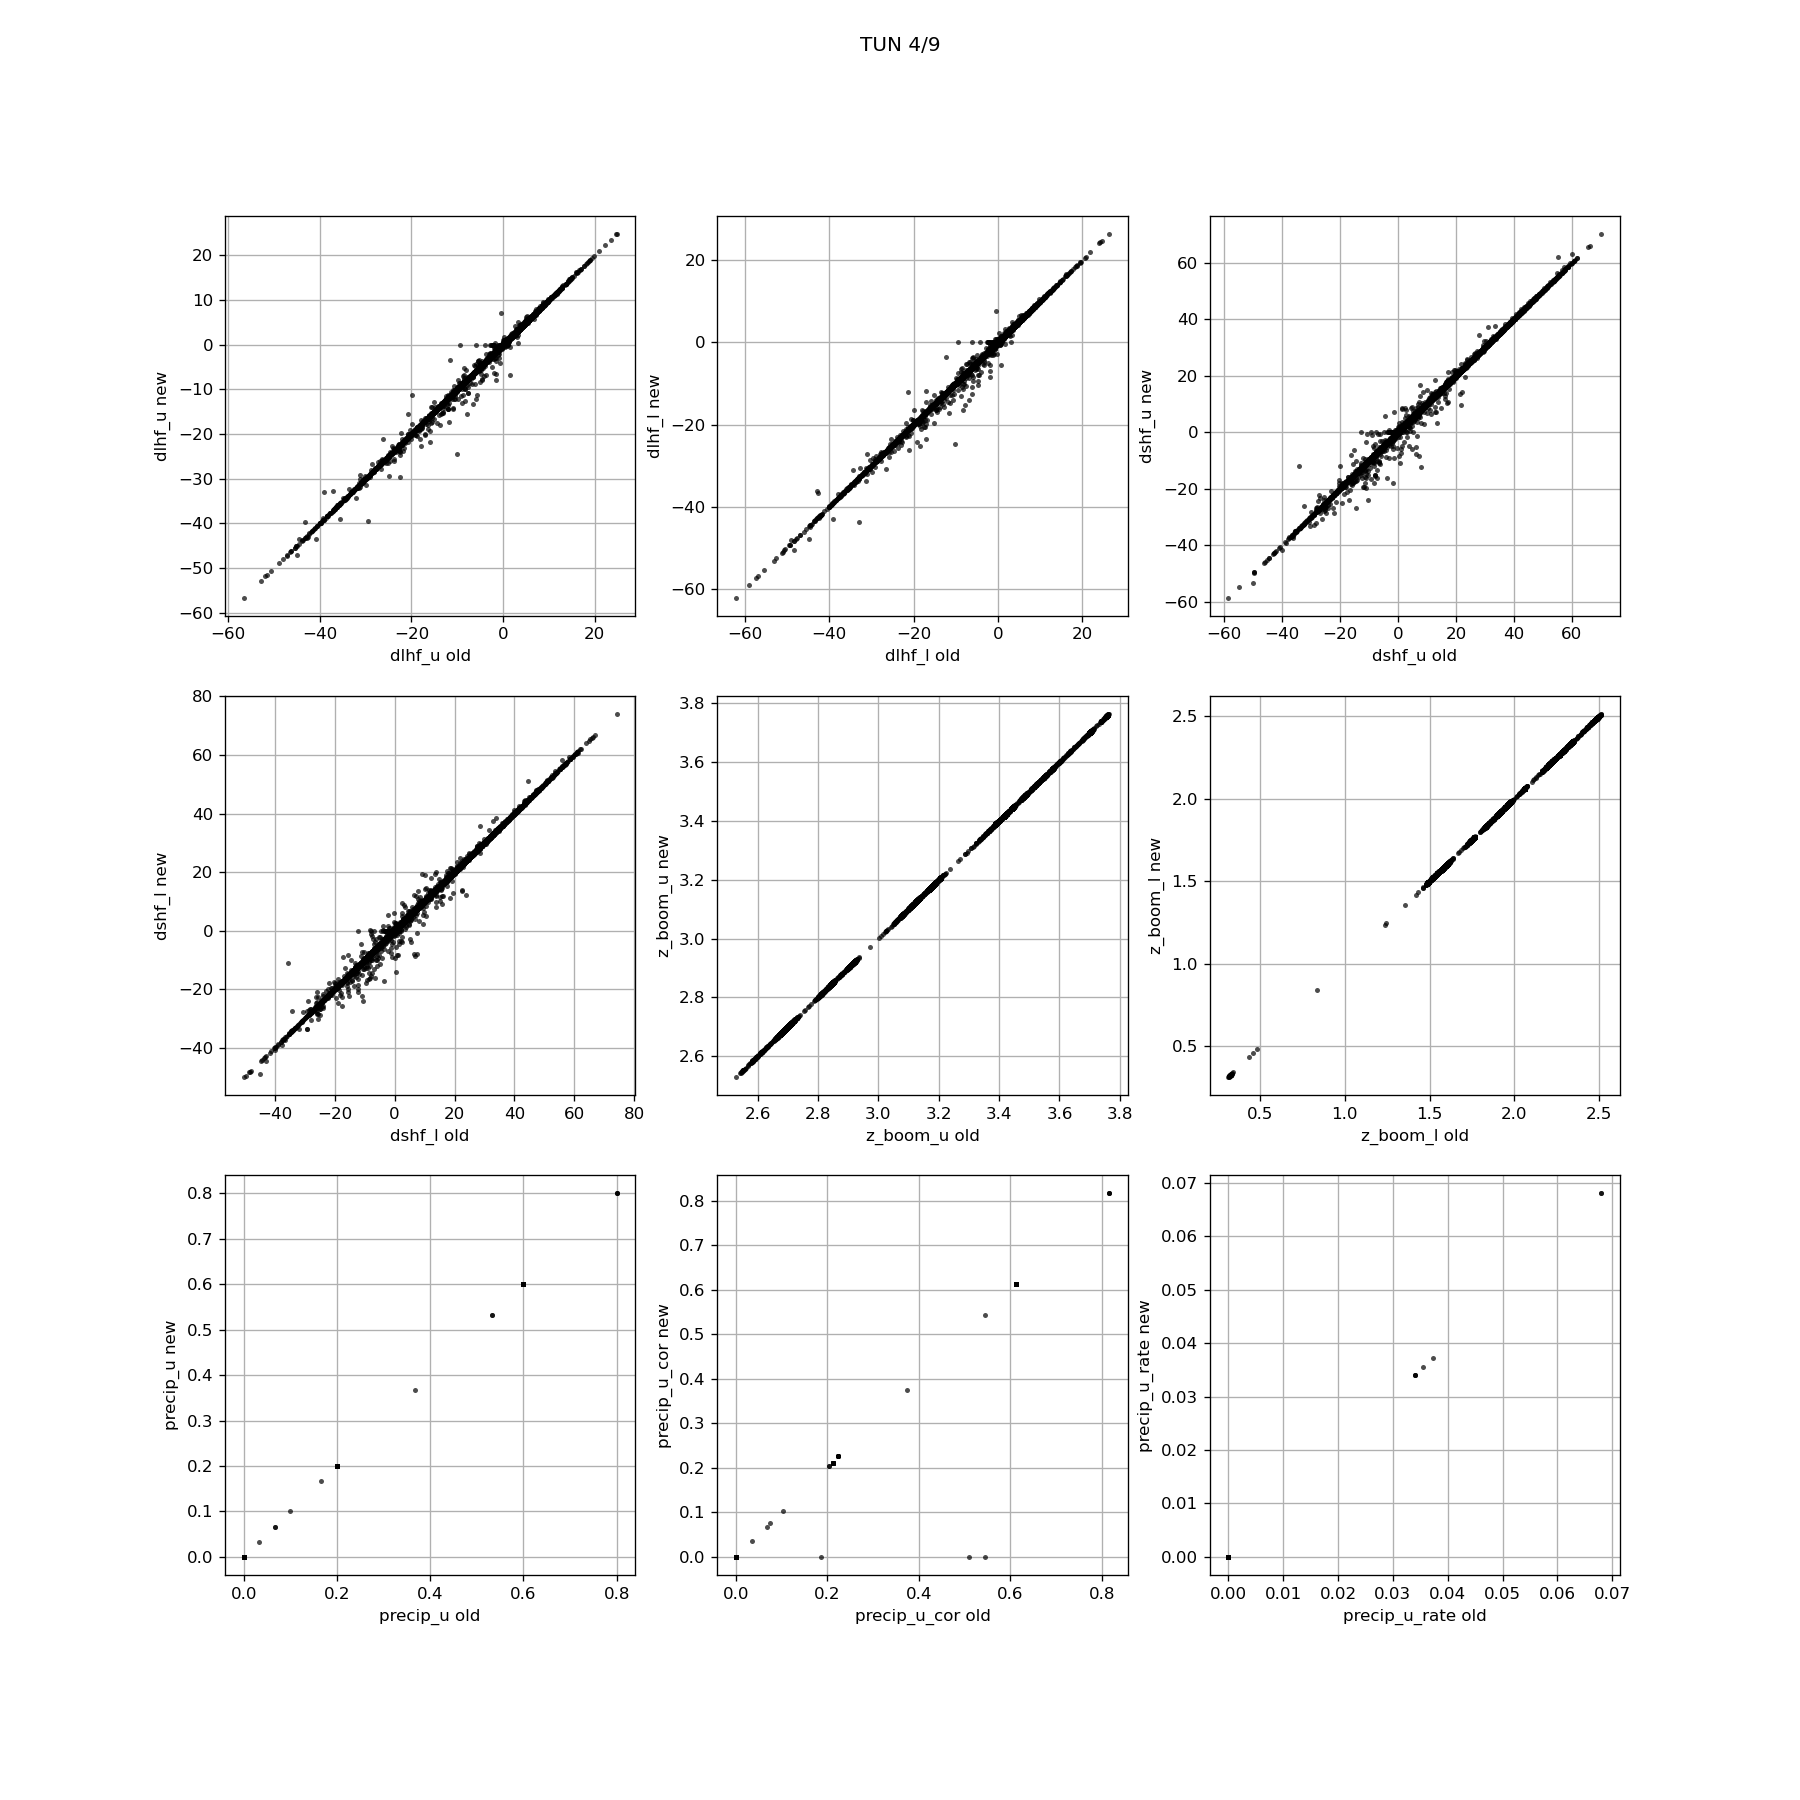 TUN 4/9
20
10
0
−10
−20
−30
−40
−50
−60
dlhf_u new
−60 −40 −20 0 20
dlhf_u old
20
0
−20
−40
−60
dlhf_l new
−60 −40 −20 0 20
dlhf_l old
60
40
20
0
−20
−40
−60
dshf_u new
−60 −40 −20 0 20 40 60
dshf_u old
80
60
40
20
0
−20
−40
dshf_l new
−40 −20 0 20 40 60 80
dshf_l old
3.8
3.6
3.4
3.2
3.0
2.8
2.6
z_boom_u new
2.6 2.8 3.0 3.2 3.4 3.6 3.8
z_boom_u old
2.5
2.0
1.5
1.0
0.5
z_boom_l new
0.5 1.0 1.5 2.0 2.5
z_boom_l old
0.8
0.7
0.6
0.5
0.4
0.3
0.2
0.1
0.0
precip_u new
0.0 0.2 0.4 0.6 0.8
precip_u old
0.8
0.7
0.6
0.5
0.4
0.3
0.2
0.1
0.0
precip_u_cor new
0.0 0.2 0.4 0.6 0.8
precip_u_cor old
0.07
0.06
0.05
0.04
0.03
0.02
0.01
0.00
precip_u_rate new
0.00 0.01 0.02 0.03 0.04 0.05 0.06 0.07
precip_u_rate old